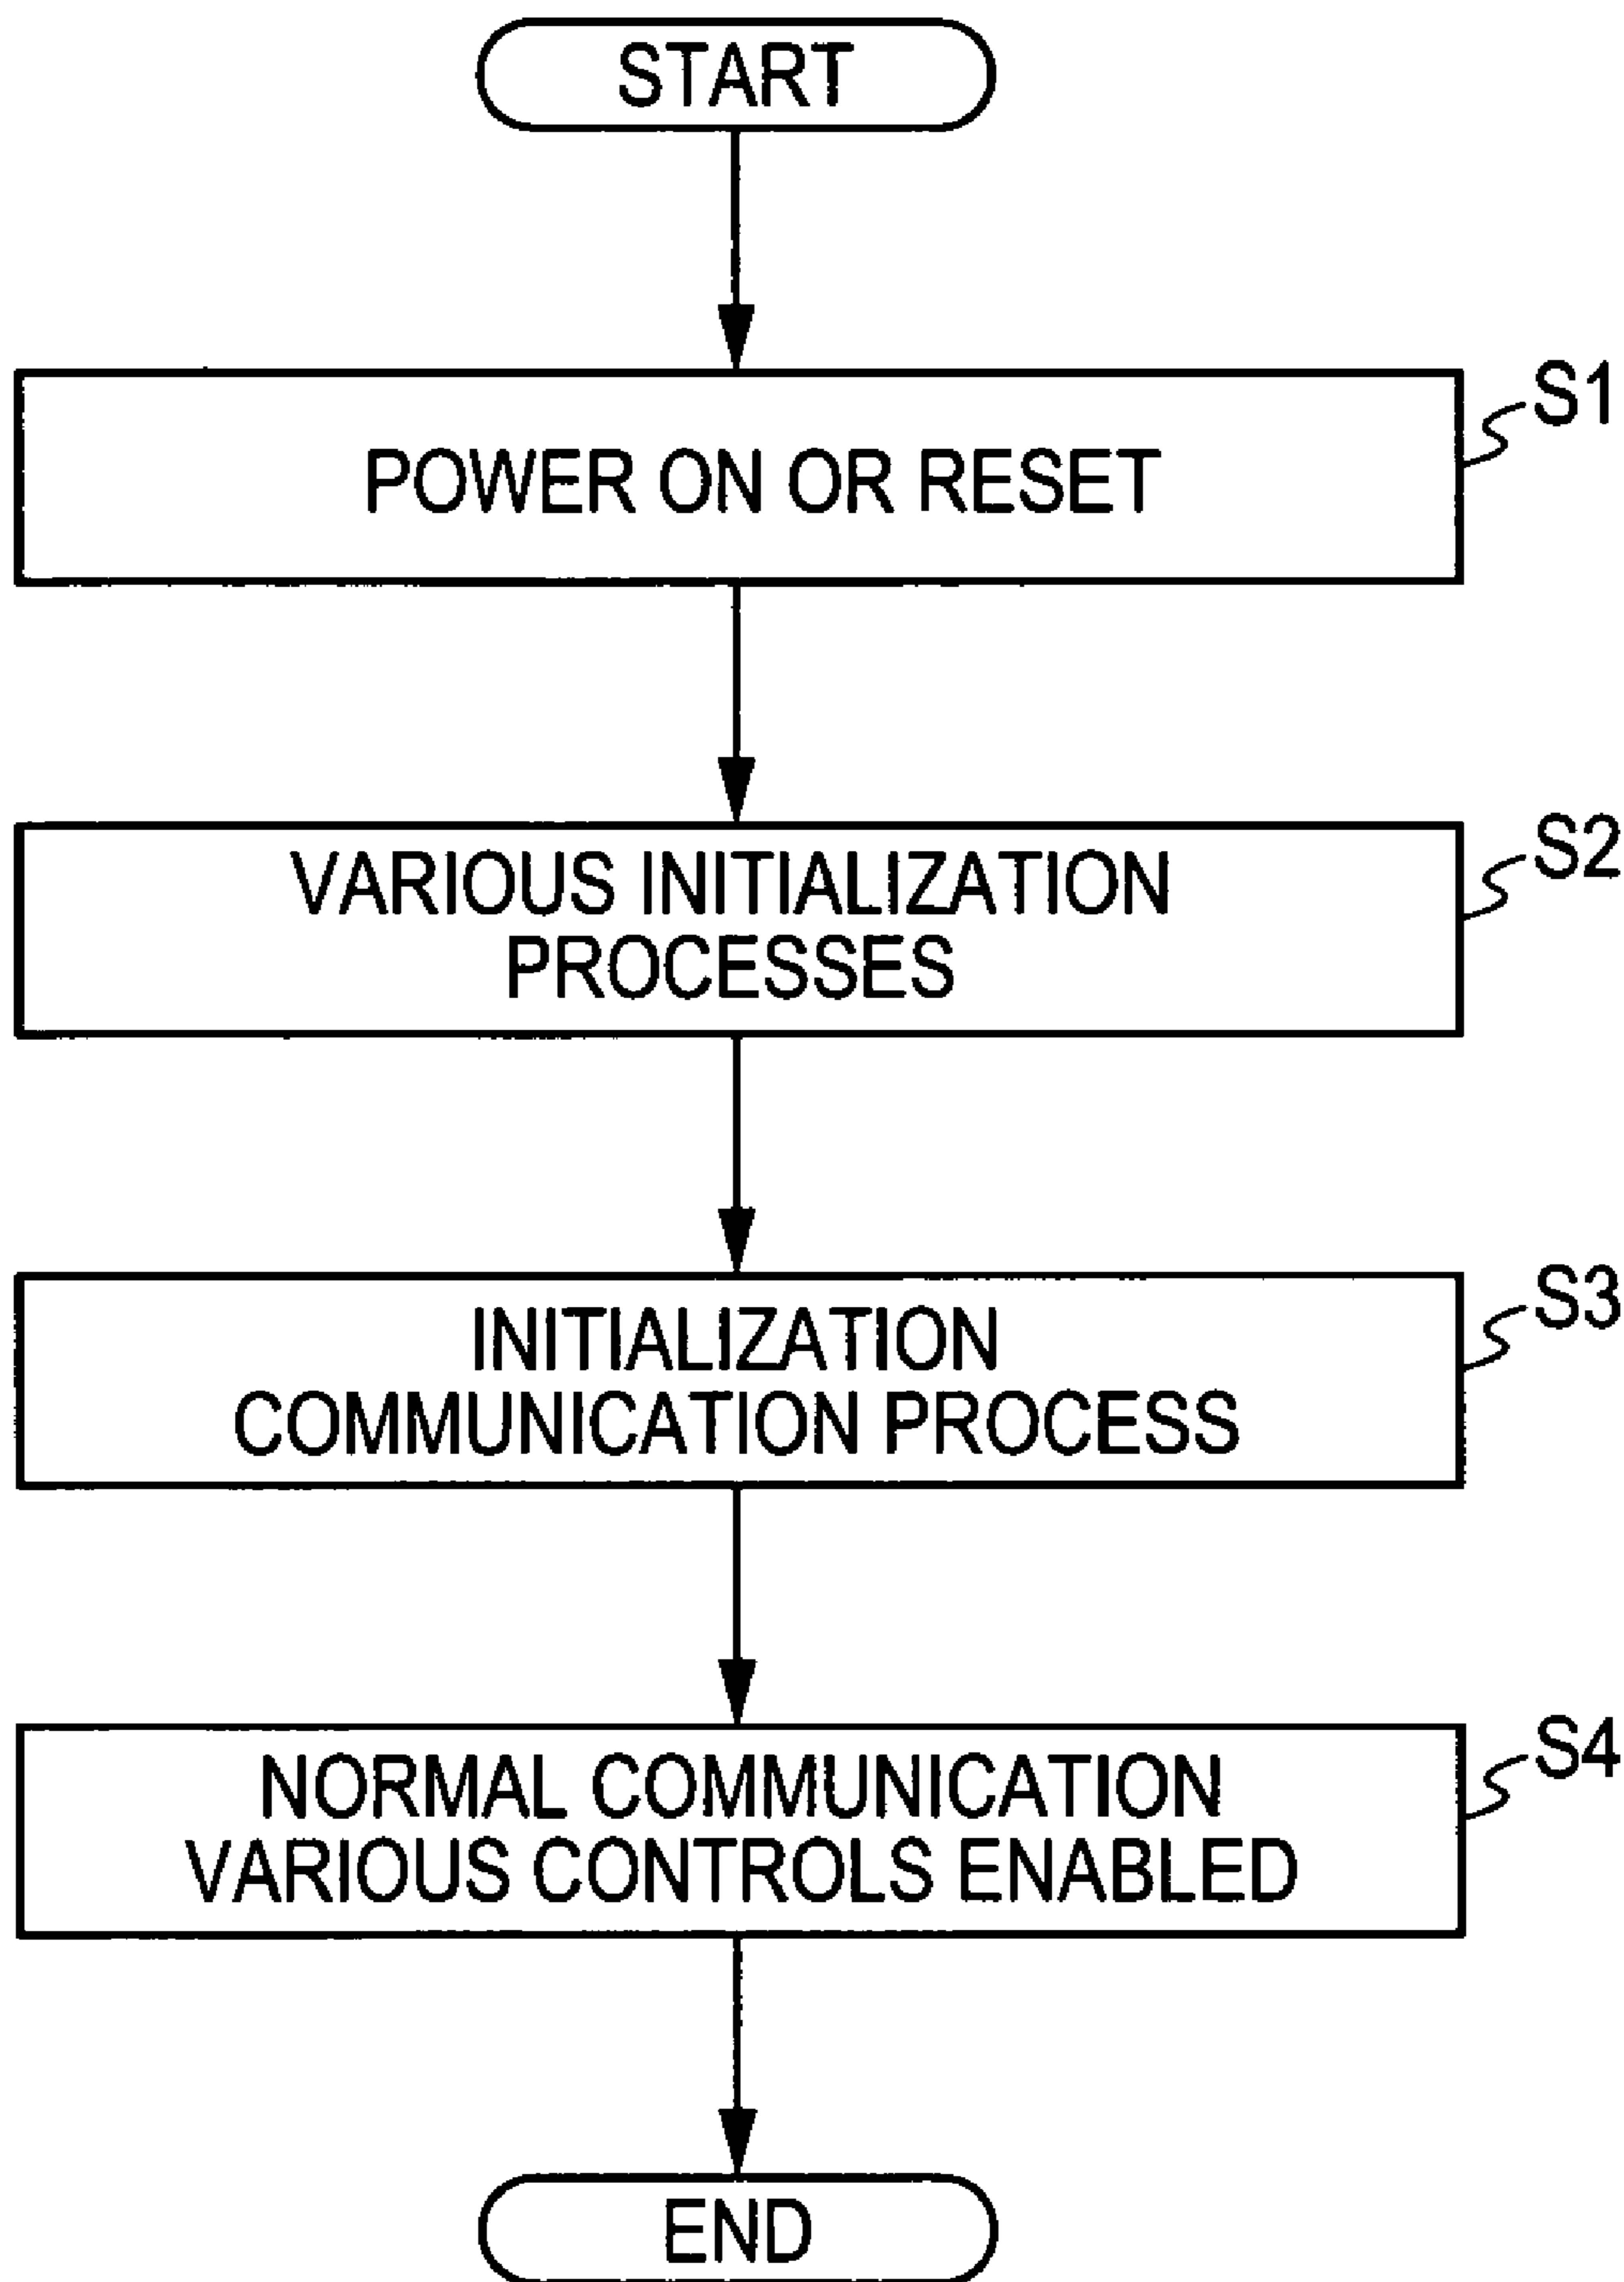 START
S1
POWER ON OR RESET
S2
VARIOUS INITIALIZATION
PROCESSES
S3
INITIALIZATION
COMMUNICATION PROCESS
S4
NORMAL COMMUNICATION
VARIOUS CONTROLS ENABLED
END